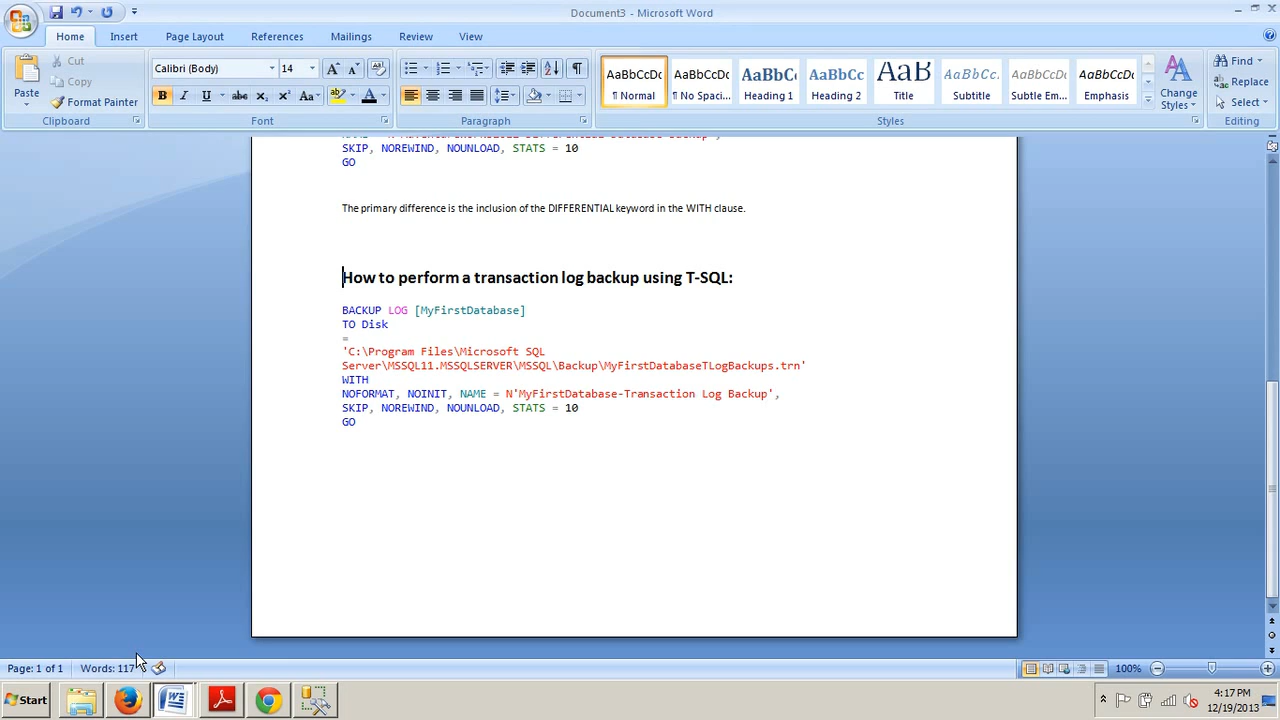 Document3 - Microsoft Word
Home Insert Page Layout References Mailings Review View
Paste
Cut
Copy
Format Painter
Clipboard
Calibri (Body) 14
Font
Paragraph
AaBbCcDc AaBbCcDc AaBbCc AaBbCc AaB AaBbCc. AaBbCcDc AaBbCcDc
¶ Normal ¶ No Spaci... Heading 1 Heading 2 Title Subtitle Subtle Em... Emphasis
Change Styles
Styles
Find
Replace
Select
Editing
SKIP, NOREWIND, NOUNLOAD, STATS = 10
GO
The primary difference is the inclusion of the DIFFERENTIAL keyword in the WITH clause.
How to perform a transaction log backup using T-SQL:
BACKUP LOG [MyFirstDatabase]
TO Disk
=
'C:\Program Files\Microsoft SQL
Server\MSSQL11.MSSQLSERVER\MSSQL\Backup\MyFirstDatabaseTLogBackups.trn'
WITH
NOFORMAT, NOINIT, NAME = N'MyFirstDatabase-Transaction Log Backup',
SKIP, NOREWIND, NOUNLOAD, STATS = 10
GO
Page: 1 of 1 Words: 117 100%
Start 4:17 PM
12/19/2013